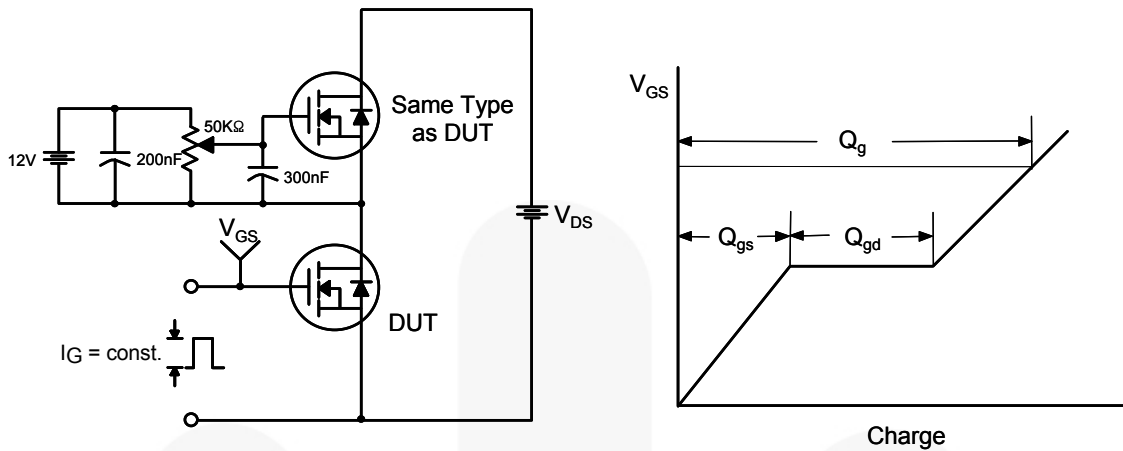 12V
200nF
50KΩ
300nF
Same Type
as DUT
V_DS
V_GS
DUT
IG = const.
V_GS
Q_g
Q_gs
Q_gd
Charge